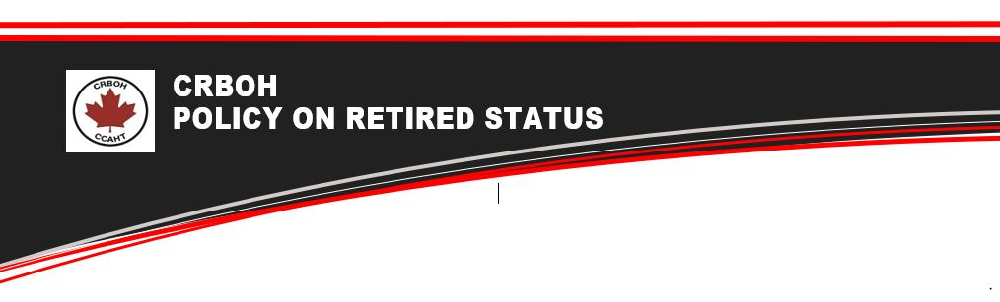 CRBOH
CCAHT
CRBOH
POLICY ON RETIRED STATUS